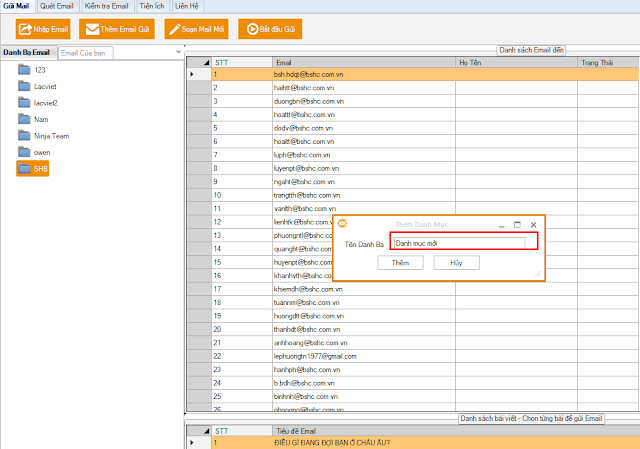 Gửi Mail Quét Email Kiểm tra Email Tiện Ích Liên Hệ
Nhập Email Thêm Email Gửi Soạn Mail Mới Bắt đầu Gửi
Danh Bạ Email Email Của bạn
123
Lacviet
lacviet2
Nam
Ninja Team
owen
SHB
Danh sách Email đến
STT Email Họ Tên Trạng Thái
1 bsh.hdqt@bshc.com.vn
2 haihtt@bshc.com.vn
3 duongbn@bshc.com.vn
4 hoattt@bshc.com.vn
5 dodv@bshc.com.vn
6 hoatt@bshc.com.vn
7 luph@bshc.com.vn
8 luyenpt@bshc.com.vn
9 ngaht@bshc.com.vn
10 trangtth@bshc.com.vn
11 vanlth@bshc.com.vn
12 lienhtk@bshc.com.vn
13 phuongntl@bshc.com.vn
14 quangbt@bshc.com.vn
15 huyenpt@bshc.com.vn
16 khanhvth@bshc.com.vn
17 khiemdh@bshc.com.vn
18 tuannm@bshc.com.vn
19 huongdtt@bshc.com.vn
20 thanhdt@bshc.com.vn
21 anhhoang@bshc.com.vn
22 lephuongtn1977@gmail.com
23 hanhph@bshc.com.vn
24 b.bdh@bshc.com.vn
25 binhnh@bshc.com.vn
26
Thêm Danh Mục
Tên Danh Bạ Danh mục mới
Thêm Hủy
Danh sách bài viết - Chọn từng bài để gửi Email
STT Tiêu đề Email
1 ĐIỀU GÌ ĐANG ĐỢI BẠN Ở CHÂU ÂU?